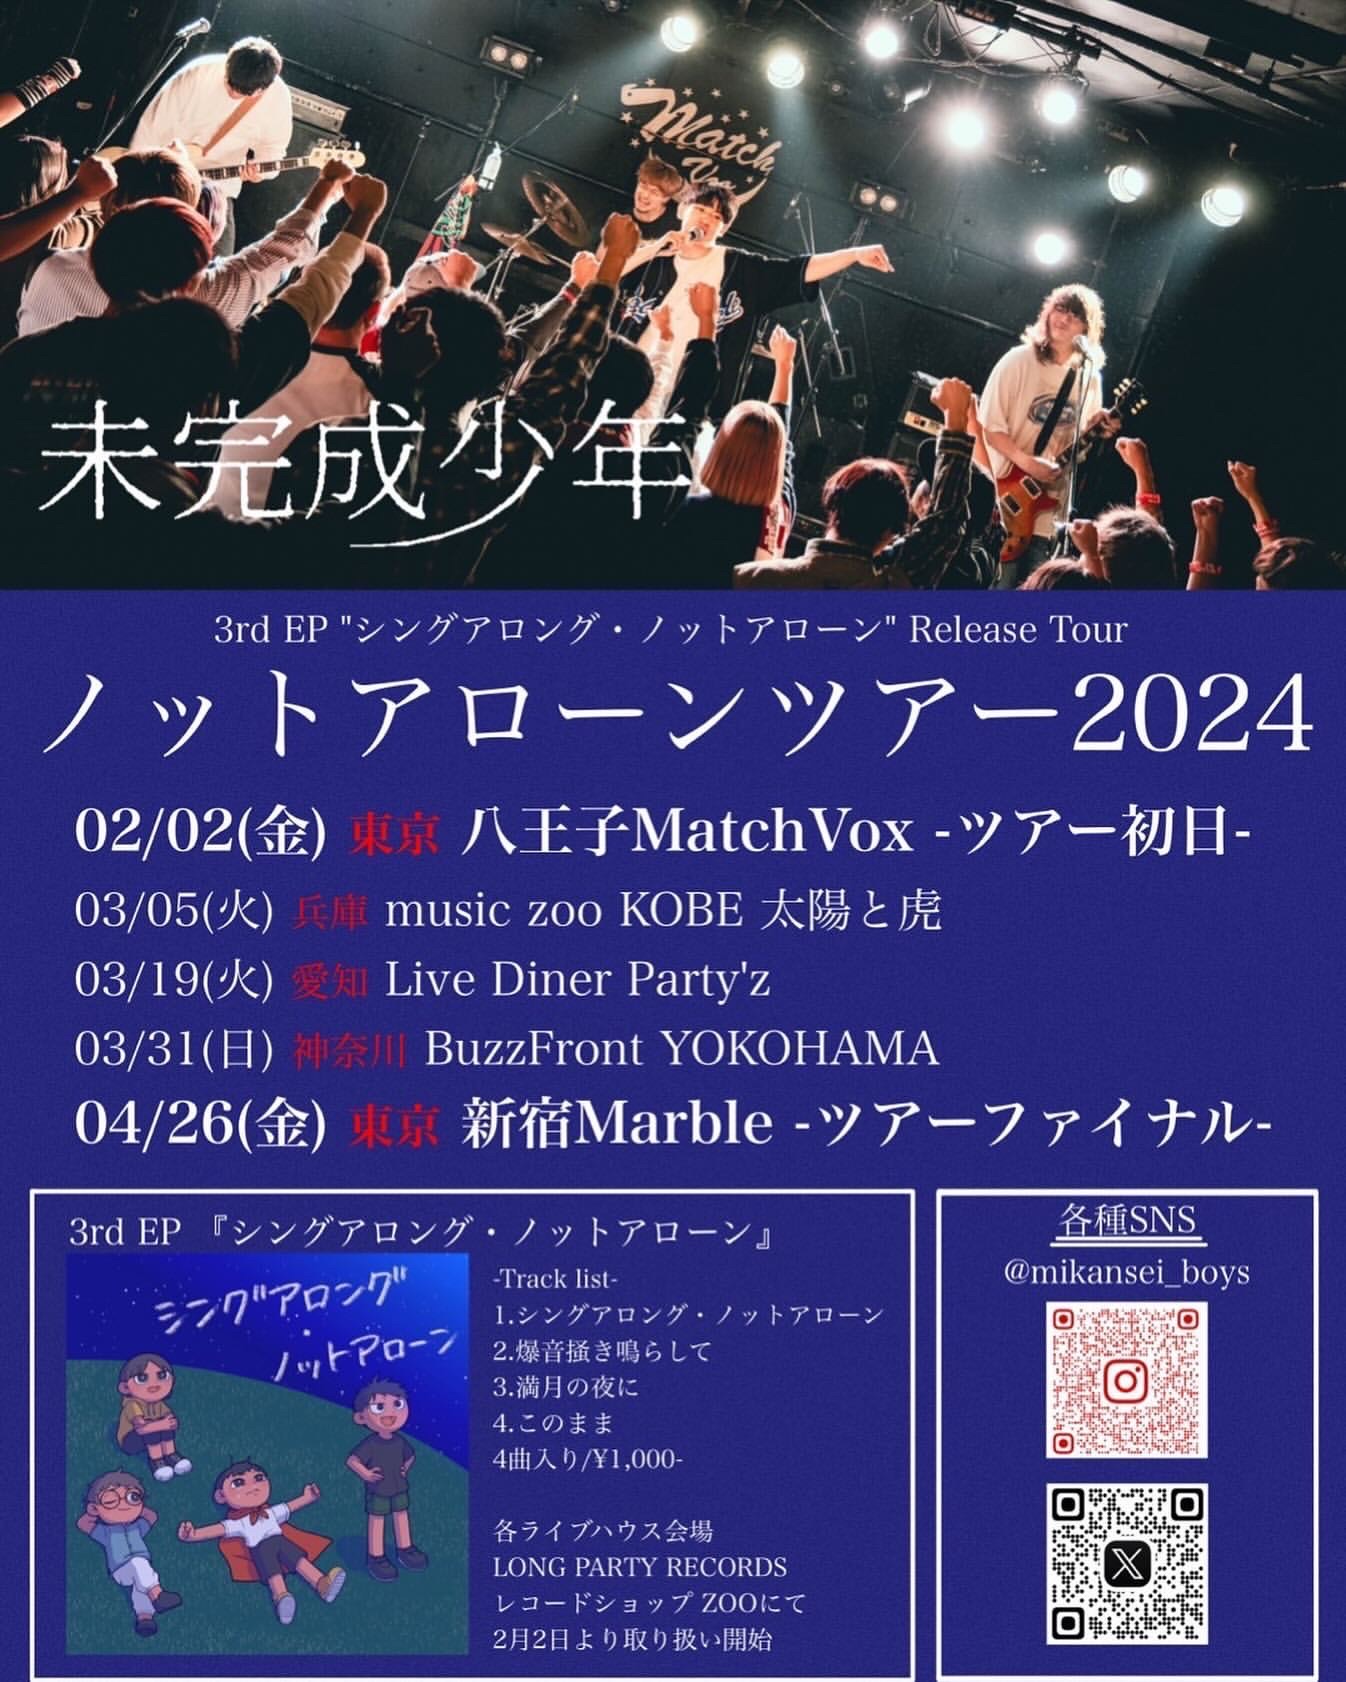 Match
Vox
未完成少年
3rd EP "シングアロング・ノットアローン" Release Tour
ノットアローンツアー2024
02/02(金) 東京 八王子MatchVox -ツアー初日-
03/05(火) 兵庫 music zoo KOBE 太陽と虎
03/19(火) 愛知 Live Diner Party'z
03/31(日) 神奈川 BuzzFront YOKOHAMA
04/26(金) 東京 新宿Marble -ツアーファイナル-
3rd EP 『シングアロング・ノットアローン』
シングアロング
・
ノットアローン
-Track list-
1.シングアロング・ノットアローン
2.爆音掻き鳴らして
3.満月の夜に
4.このまま
4曲入り/¥1,000-
各ライブハウス会場
LONG PARTY RECORDS
レコードショップ ZOOにて
2月2日より取り扱い開始
各種SNS
@mikansei_boys